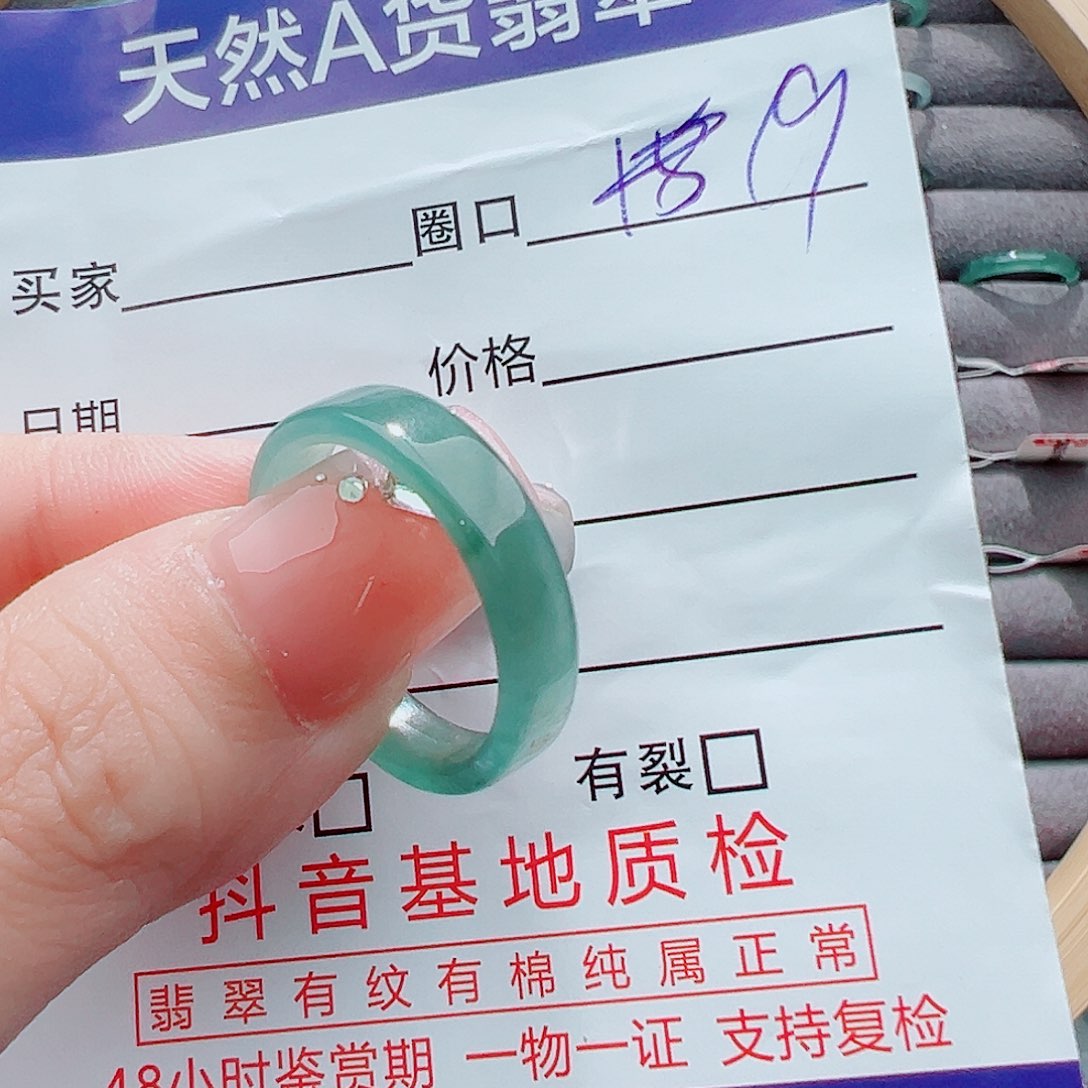 天然A货翡翠
圈口 19
买家
价格
日期
有裂
抖音基地质检
翡翠有纹有棉纯属正常
48小时鉴赏期 一物一证 支持复检